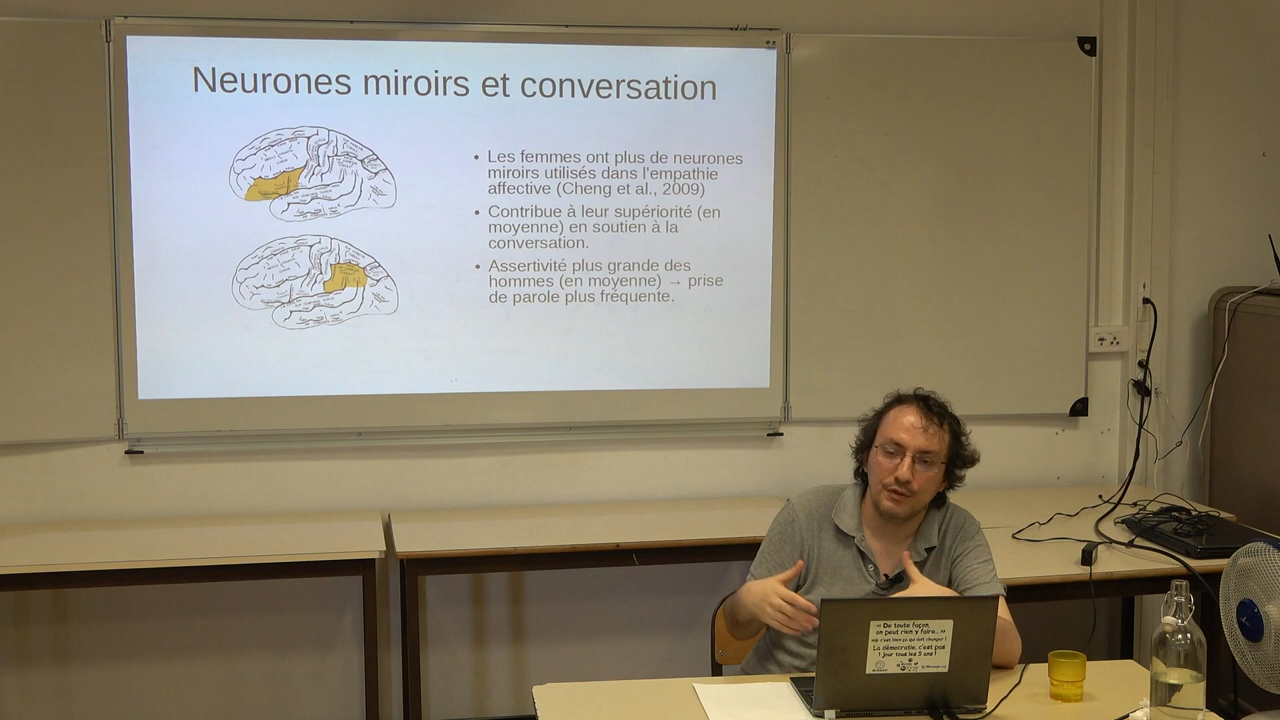 Neurones miroirs et conversation
• Les femmes ont plus de neurones
miroirs utilisés dans l'empathie
affective (Cheng et al., 2009)
• Contribue à leur supériorité (en
moyenne) en soutien à la
conversation.
• Assertivité plus grande des
hommes (en moyenne) → prise
de parole plus fréquente.
« De toute façon,
on peut rien y faire... »
La démocratie, c'est pas
1 jour tous les 5 ans !